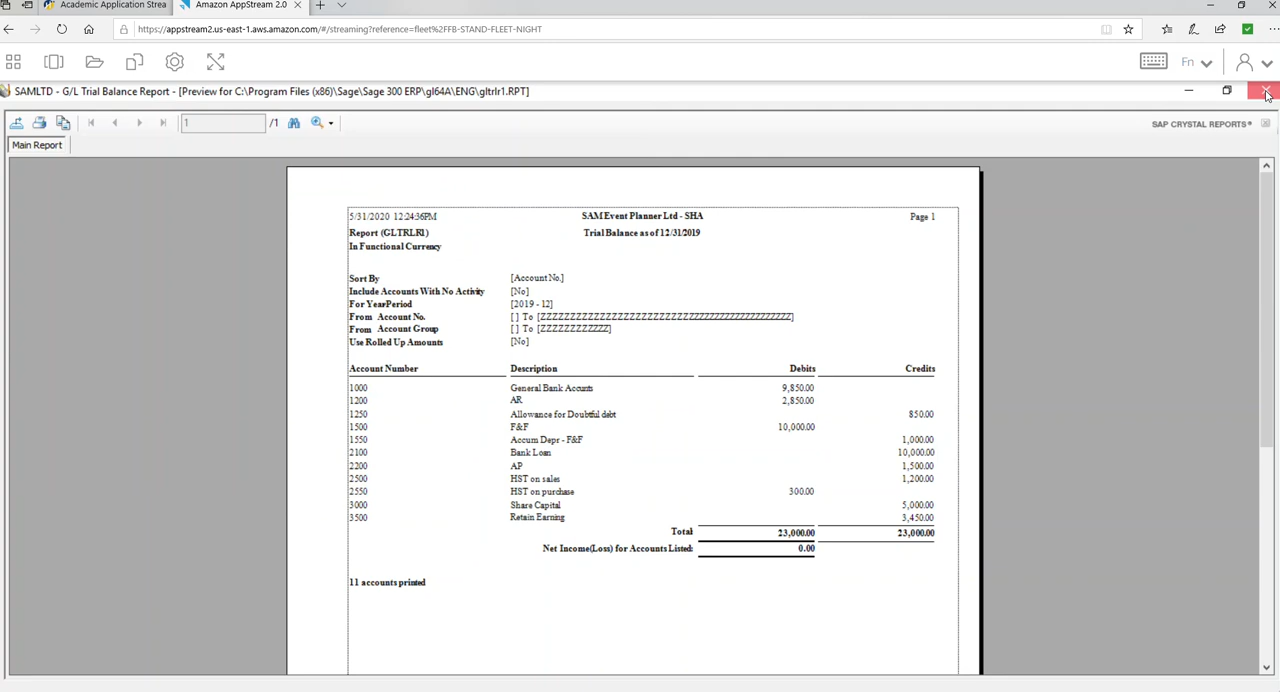 Academic Application Strea
Amazon AppStream 2.0
https://appstream2.us-east-1.aws.amazon.com/#/streaming?reference=fleet%2FFB-STAND-FLEET-NIGHT
Fn
SAMLTD - G/L Trial Balance Report - [Preview for C:\Program Files (x86)\Sage\Sage 300 ERP\gl64A\ENG\gltrlr1.RPT]
1 /1 SAP CRYSTAL REPORTS®
Main Report
5/31/2020 12:24:36PM SAM Event Planner Ltd - SHA Page 1
Report (GLTRLR1) Trial Balance as of 12/31/2019
In Functional Currency
Sort By [Account No.]
Include Accounts With No Activity [No]
For Year-Period [2019 - 12]
From Account No. [ ] To [ZZZZZZZZZZZZZZZZZZZZZZZZZZZZZZZZZZZZZZZZZZZZZ]
From Account Group [ ] To [ZZZZZZZZZZZZ]
Use Rolled Up Amounts [No]
Account Number Description Debits Credits
1000 General Bank Accunts 9,850.00
1200 AR 2,850.00
1250 Allowance for Doubtful debt 850.00
1500 F&F 10,000.00
1550 Accum Depr - F&F 1,000.00
2100 Bank Loan 10,000.00
2200 AP 1,500.00
2500 HST on sales 1,200.00
2550 HST on purchase 300.00
3000 Share Capital 5,000.00
3500 Retain Earning 3,450.00
Total: 23,000.00 23,000.00
Net Income(Loss) for Accounts Listed: 0.00
11 accounts printed